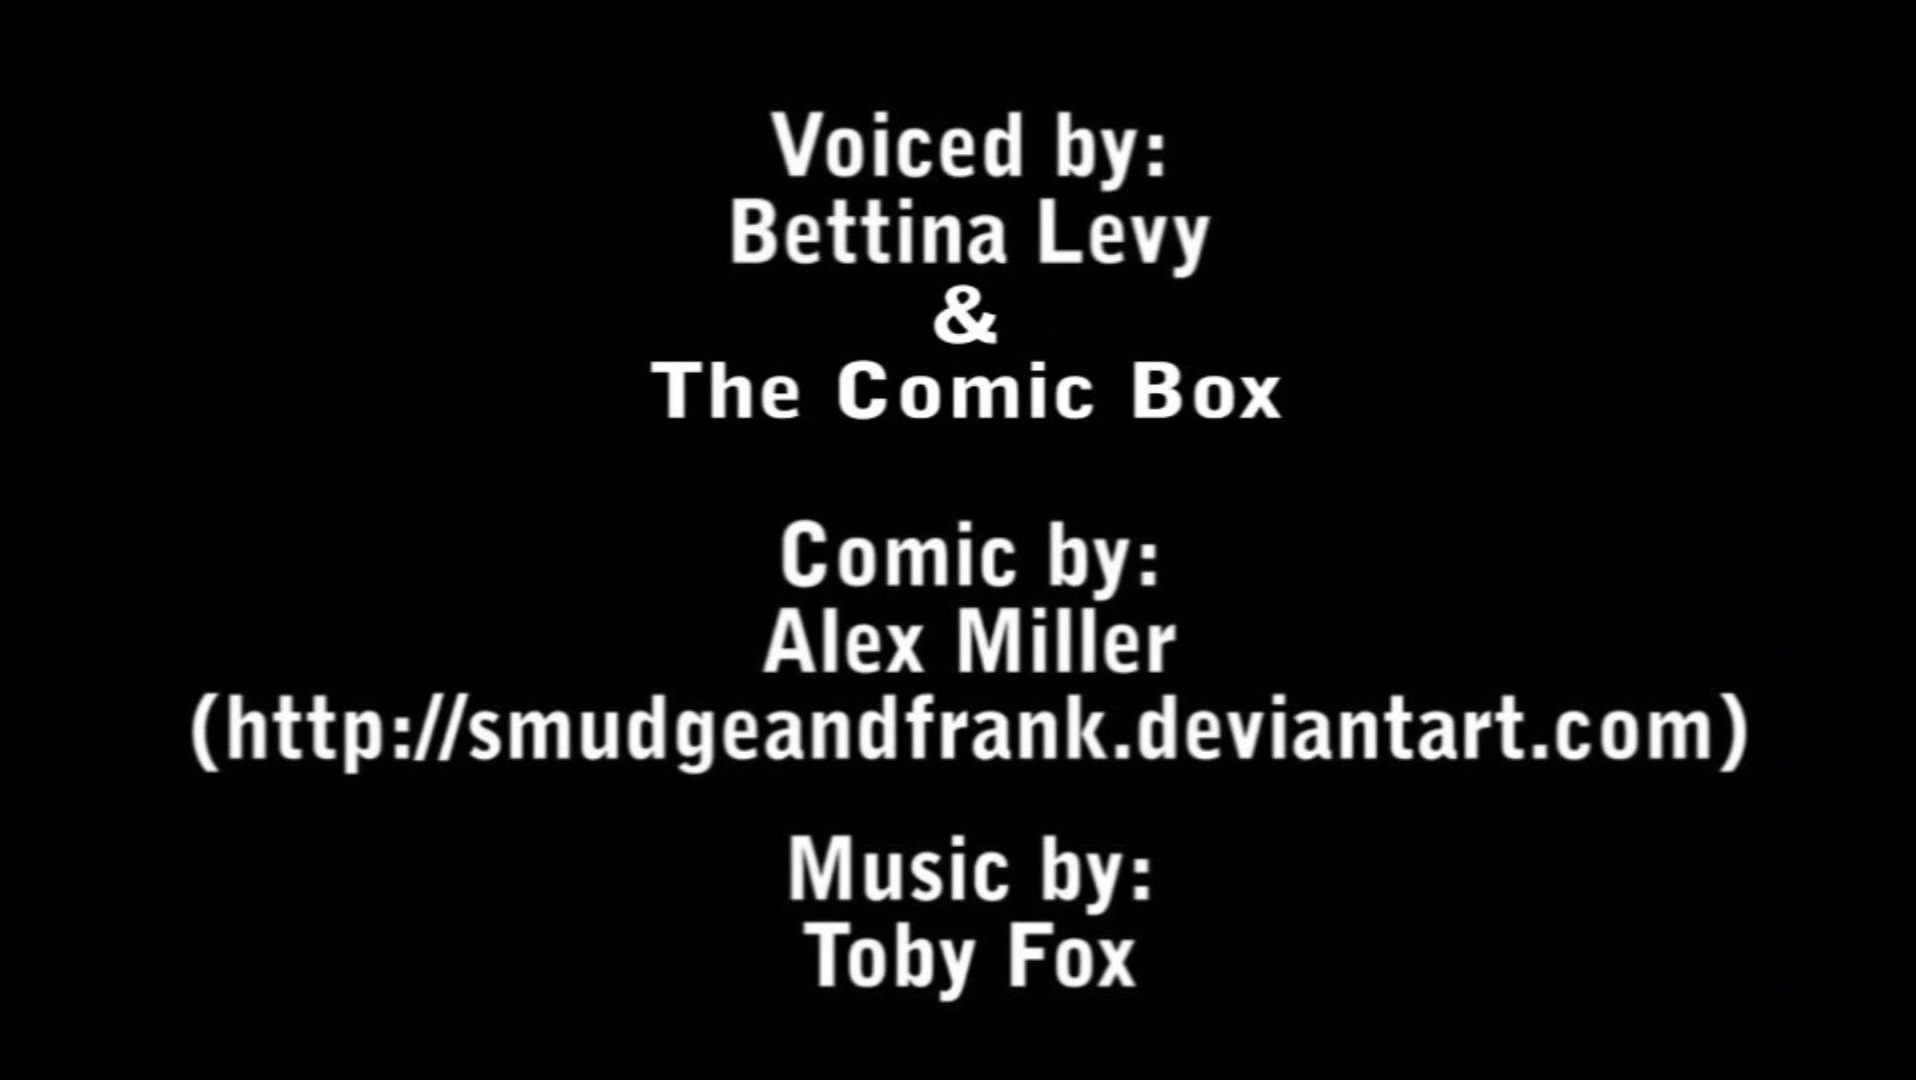 Voiced by:
Bettina Levy
&
The Comic Box
Comic by:
Alex Miller
(http://smudgeandfrank.deviantart.com)
Music by:
Toby Fox